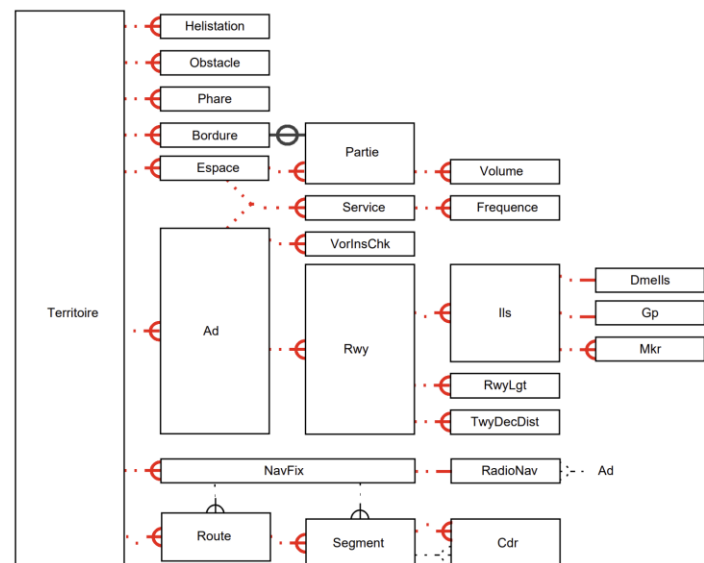 Helistation
Obstacle
Phare
Bordure
Partie
Espace
Volume
Service
Frequence
VorInsChk
Territoire
Ad
Rwy
Ils
DmeIls
Gp
Mkr
RwyLgt
TwyDecDist
NavFix
RadioNav
Ad
Route
Segment
Cdr